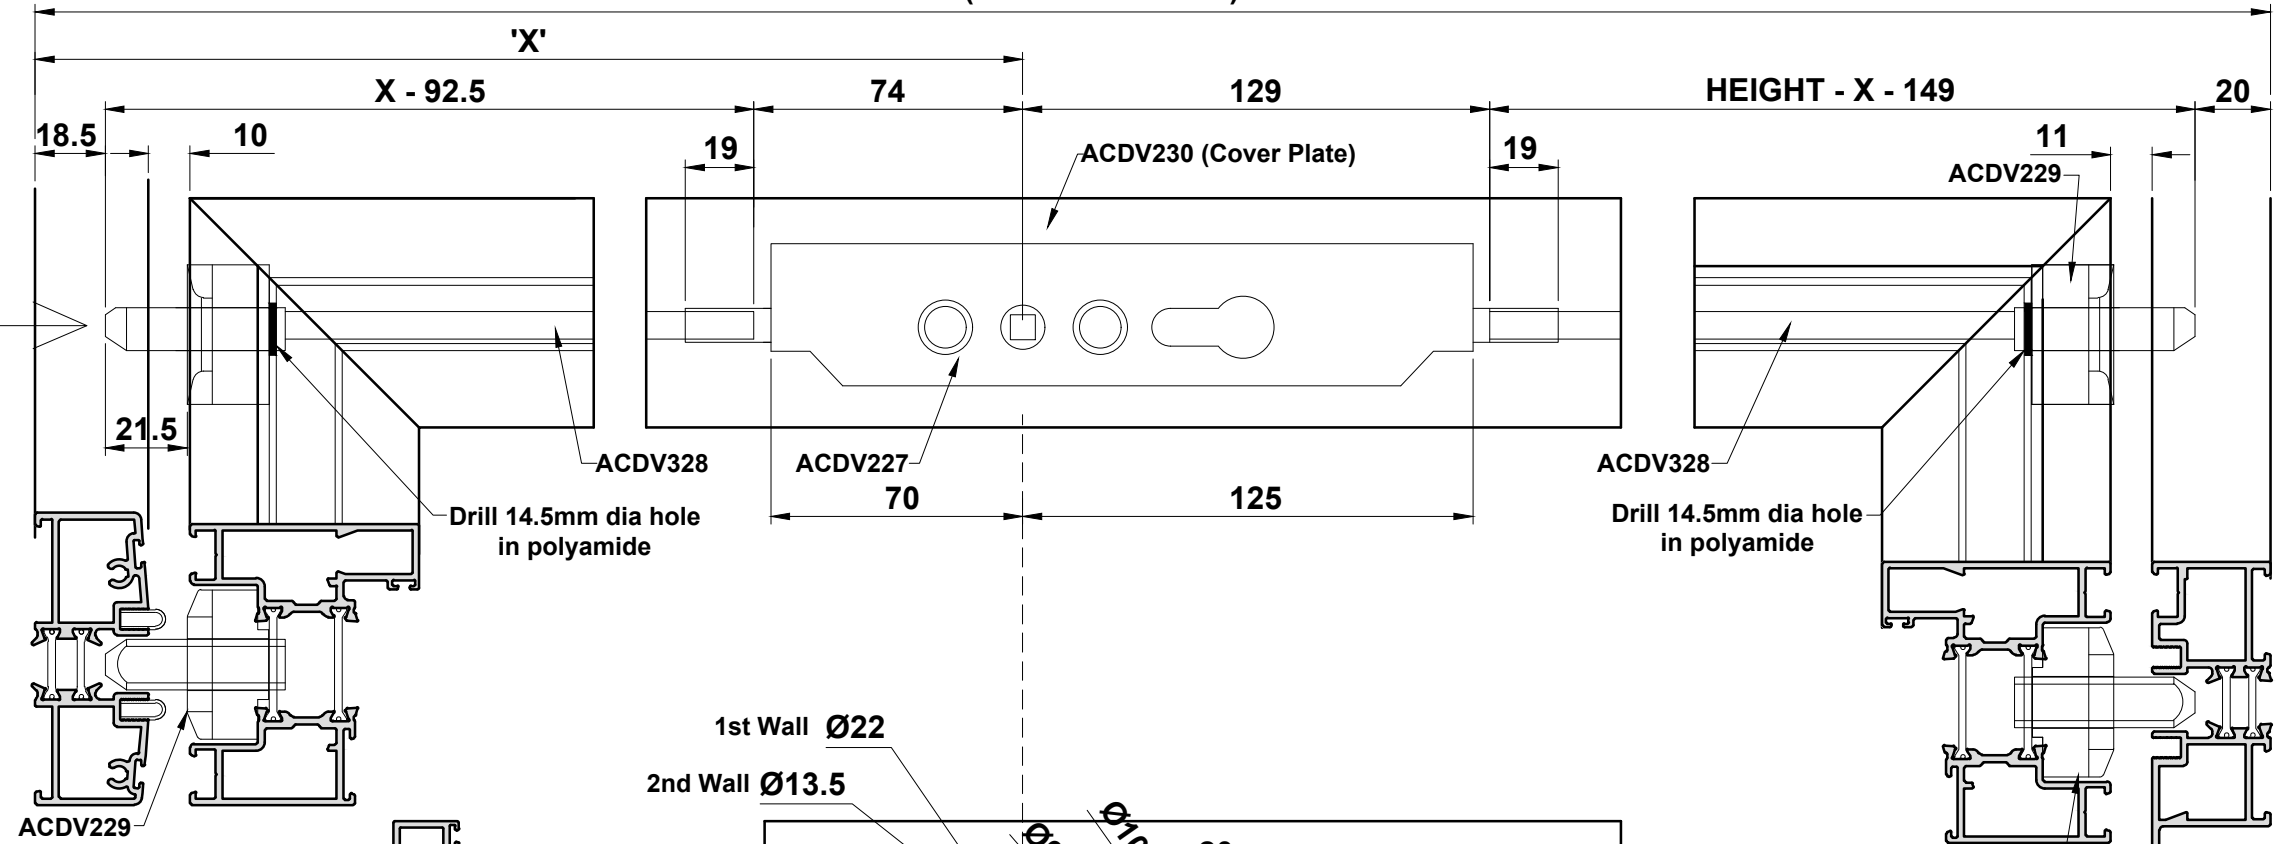 'X'
X - 92.5
74
129
HEIGHT - X - 149
20
18.5
10
19
ACDV230 (Cover Plate)
19
11
ACDV229
21.5
ACDV328
ACDV227
ACDV328
70
125
Drill 14.5mm dia hole
in polyamide
Drill 14.5mm dia hole
in polyamide
1st Wall Ø22
2nd Wall Ø13.5
ACDV229